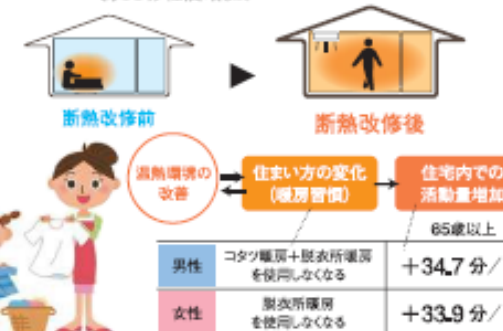 断熱改修前
断熱改修後
温熱環境の
改善
住まい方の変化
(暖房習慣)
住宅内での
活動量増加
65歳以上
男性
コタツ暖房+脱衣所暖房
を使用しなくなる
+34.7分/
女性
脱衣所暖房
を使用しなくなる
+33.9分/